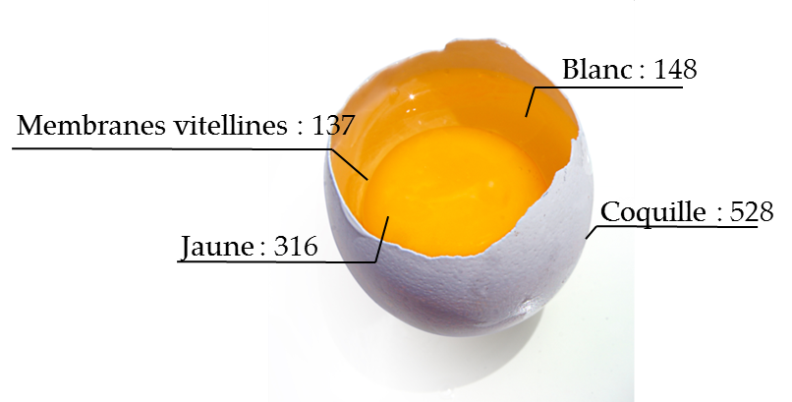 Blanc : 148
Membranes vitellines : 137
Coquille : 528
Jaune : 316